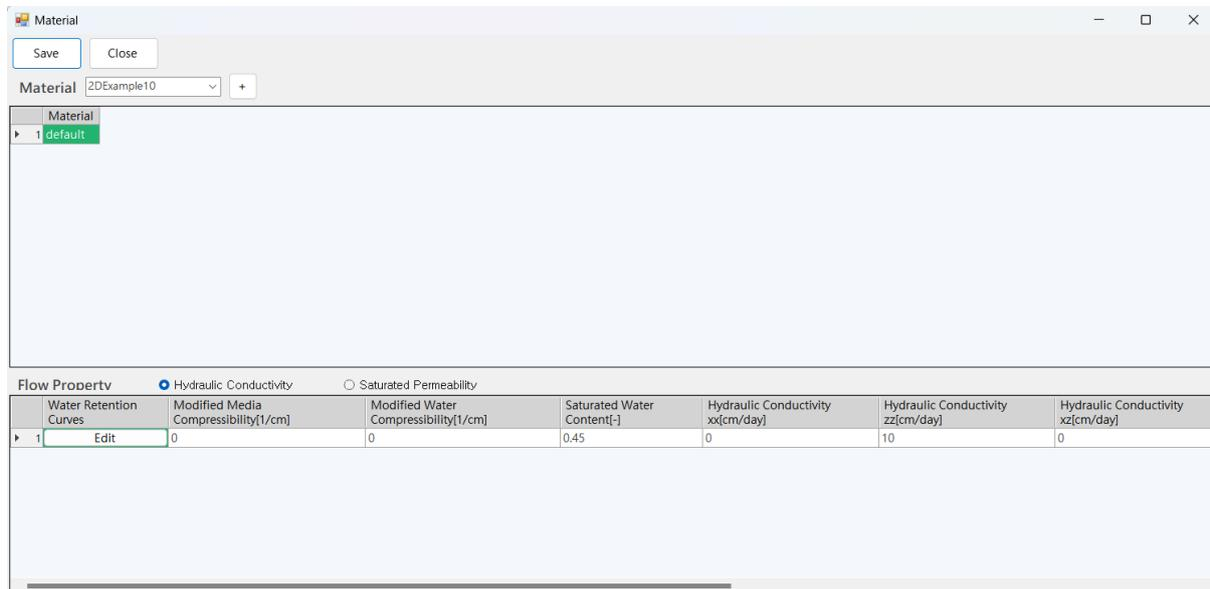 Material
Save Close
Material 2DExample10 +
Material
1 default
Flow Property Hydraulic Conductivity Saturated Permeability
Water Retention Modified Media Modified Water Saturated Water Hydraulic Conductivity Hydraulic Conductivity Hydraulic Conductivity
Curves Compressibility[1/cm] Compressibility[1/cm] Content[-] xx[cm/day] zz[cm/day] xz[cm/day]
1 Edit 0 0 0.45 0 10 0